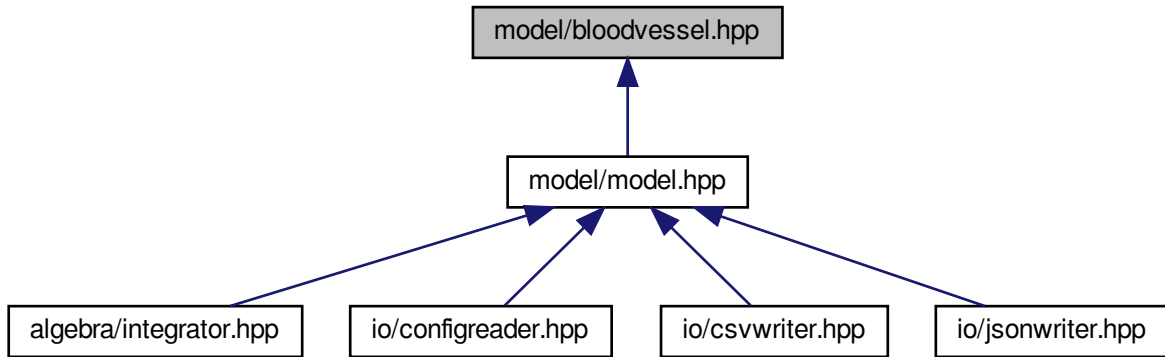 model/bloodvessel.hpp
model/model.hpp
algebra/integrator.hpp
io/configreader.hpp
io/csvwriter.hpp
io/jsonwriter.hpp